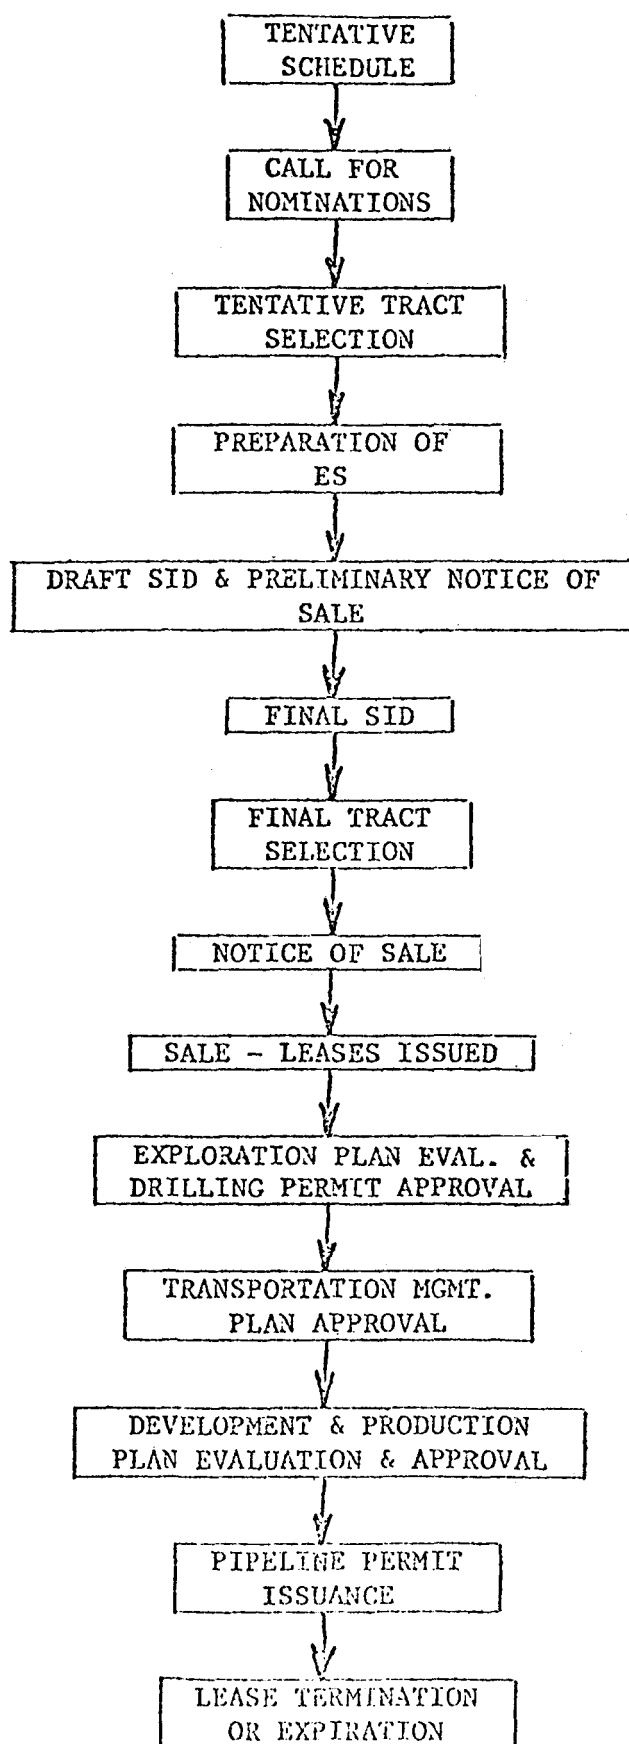 TENTATIVE
SCHEDULE
CALL FOR
NOMINATIONS
TENTATIVE TRACT
SELECTION
PREPARATION OF
ES
DRAFT SID & PRELIMINARY NOTICE OF
SALE
FINAL SID
FINAL TRACT
SELECTION
NOTICE OF SALE
SALE - LEASES ISSUED
EXPLORATION PLAN EVAL. &
DRILLING PERMIT APPROVAL
TRANSPORTATION MGMT.
PLAN APPROVAL
DEVELOPMENT & PRODUCTION
PLAN EVALUATION & APPROVAL
PIPELINE PERMIT
ISSUANCE
LEASE TERMINATION
OR EXPIRATION